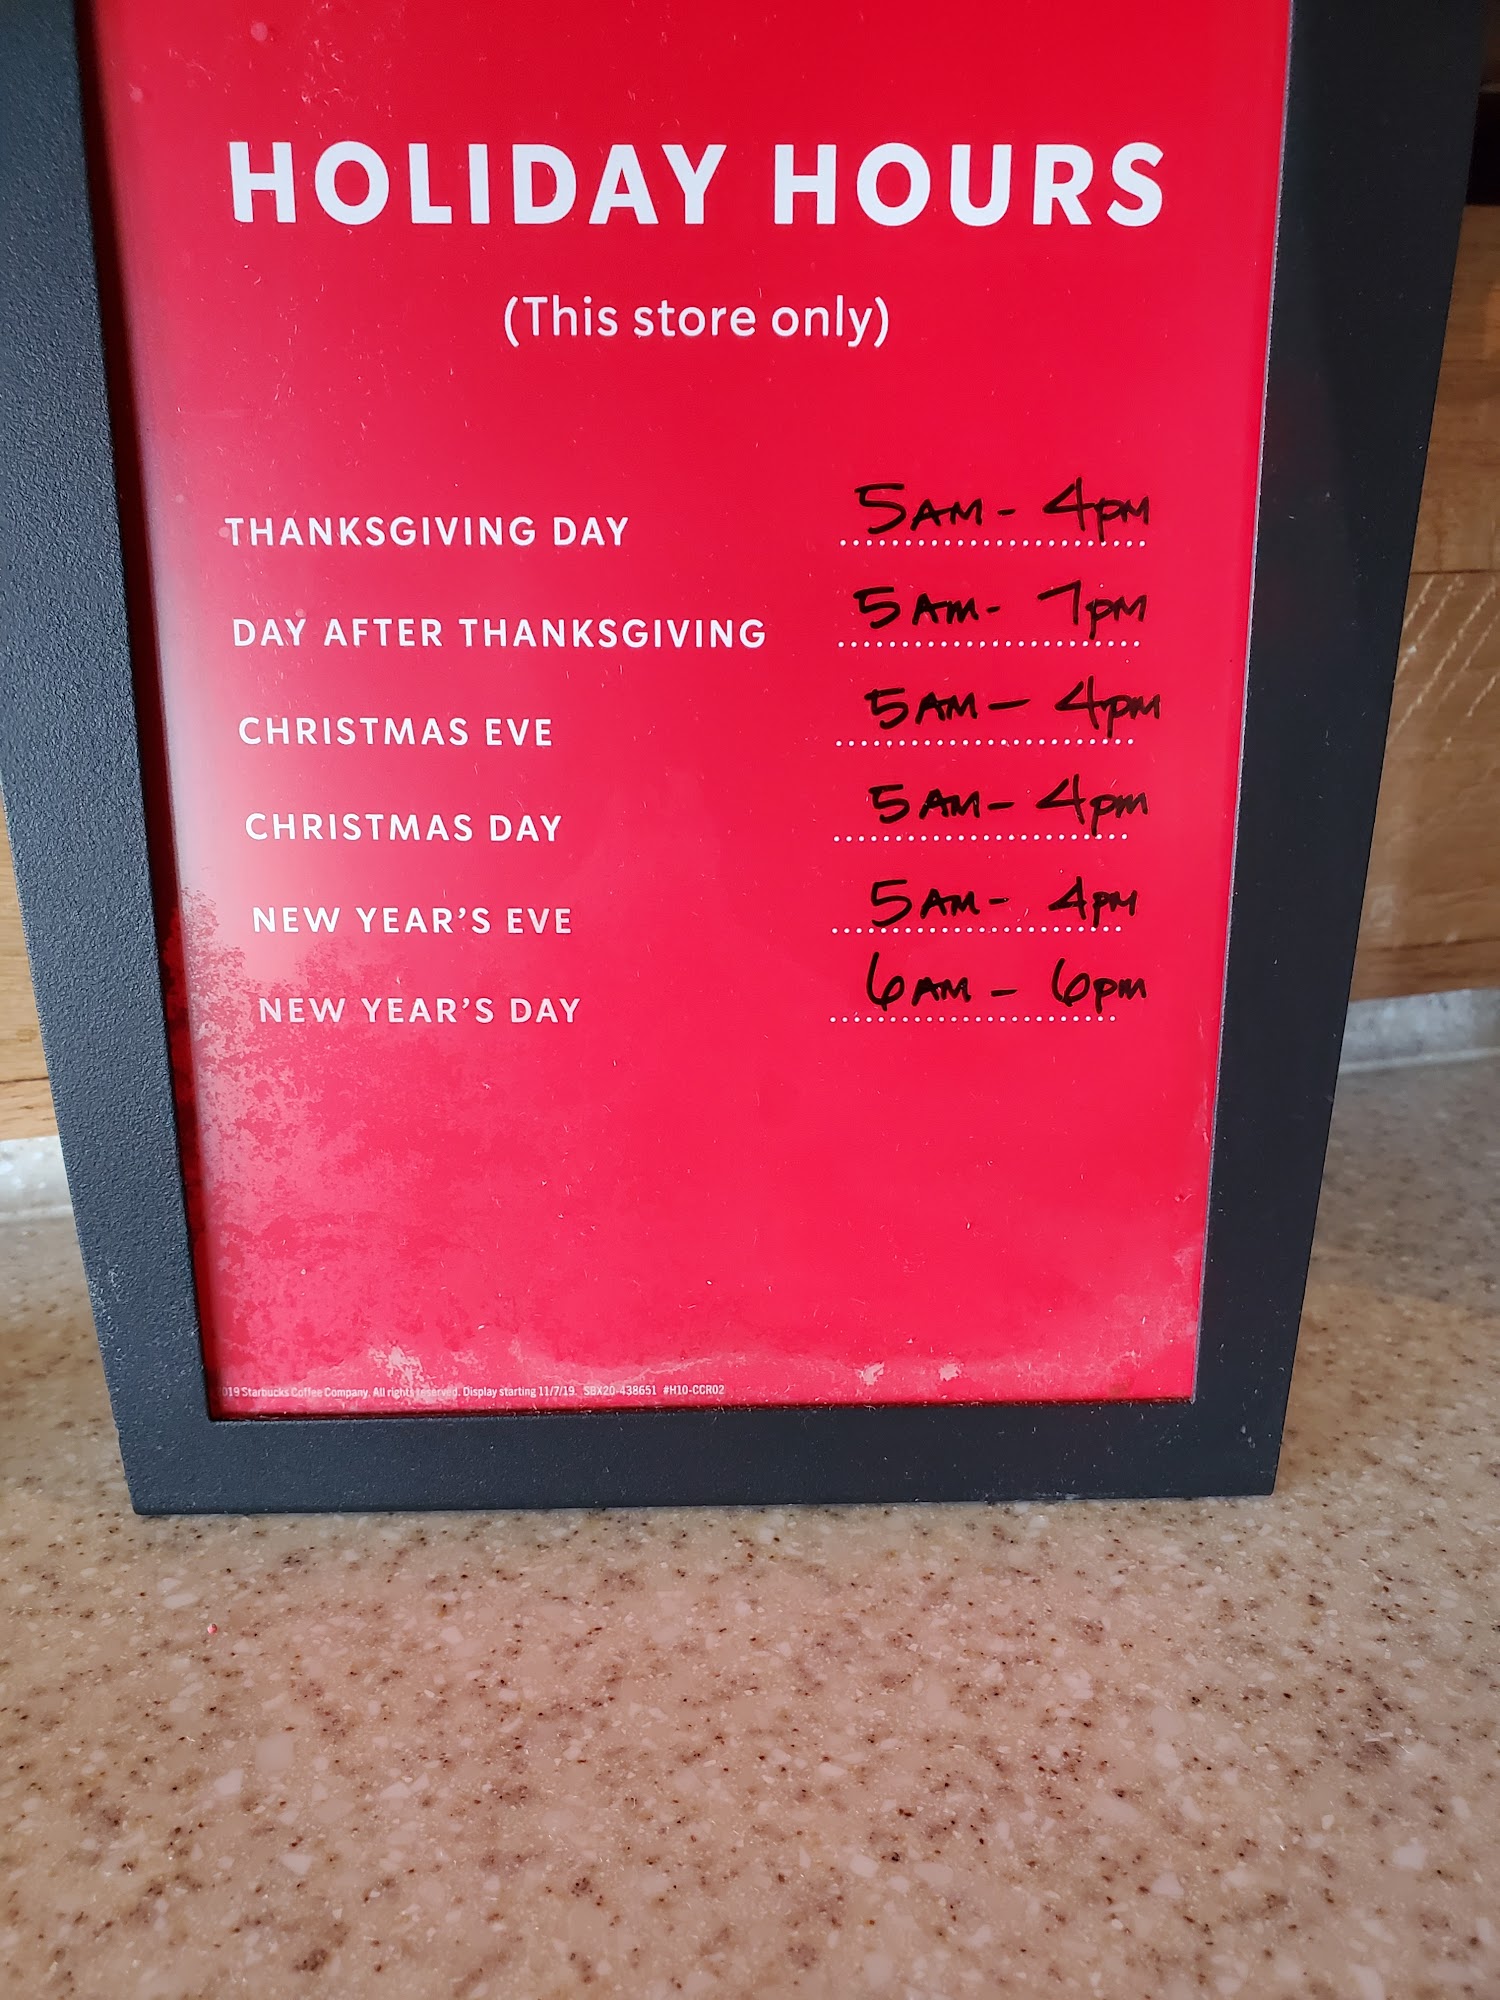 HOLIDAY HOURS
(This store only)
THANKSGIVING DAY 5AM - 4pm
DAY AFTER THANKSGIVING 5Am - 7pm
CHRISTMAS EVE 5AM - 4pm
CHRISTMAS DAY 5AM - 4pm
NEW YEAR'S EVE 5AM - 4pm
NEW YEAR'S DAY 6AM - 6pm
019 Starbucks Coffee Company. All rights reserved. Display starting 11/7/19. SBX20-438651 #H10-CCR02